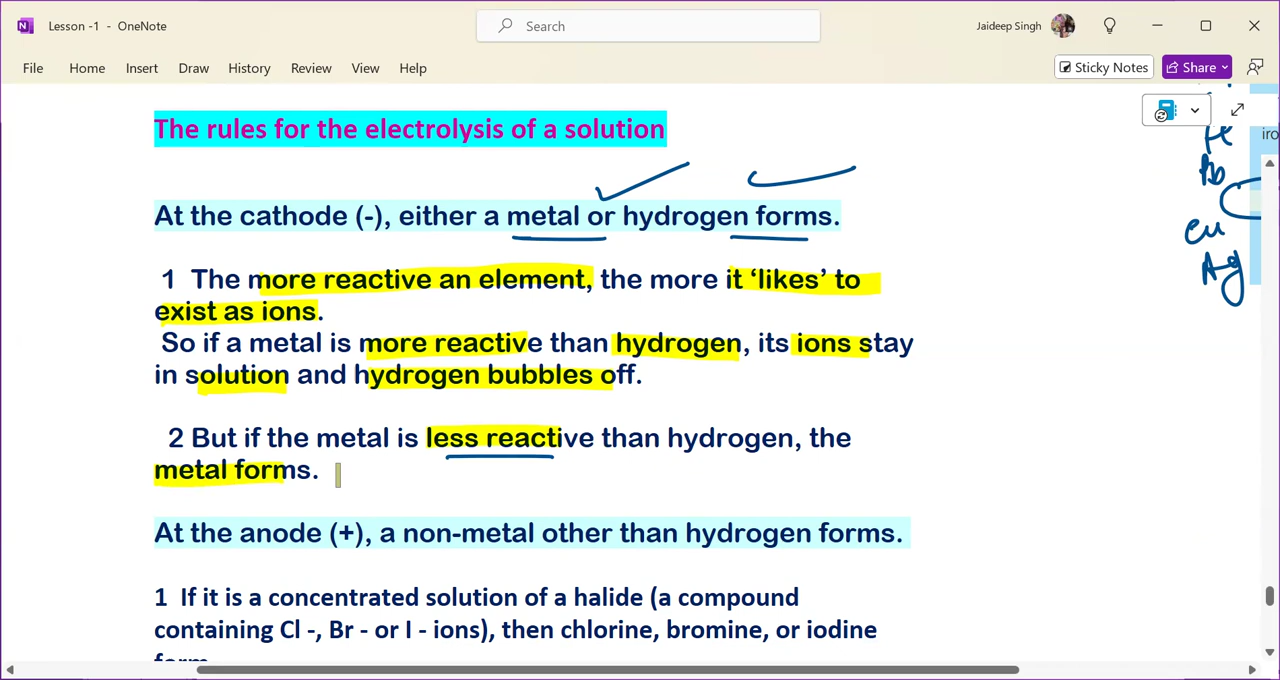 Lesson -1 - OneNote
Search
Jaideep Singh
File Home Insert Draw History Review View Help
Sticky Notes
Share
The rules for the electrolysis of a solution
At the cathode (-), either a metal or hydrogen forms.
1 The more reactive an element, the more it ‘likes’ to
exist as ions.
So if a metal is more reactive than hydrogen, its ions stay
in solution and hydrogen bubbles off.
2 But if the metal is less reactive than hydrogen, the
metal forms.
At the anode (+), a non-metal other than hydrogen forms.
1 If it is a concentrated solution of a halide (a compound
containing Cl -, Br - or I - ions), then chlorine, bromine, or iodine
form
iro
Pb
Cu
Ag